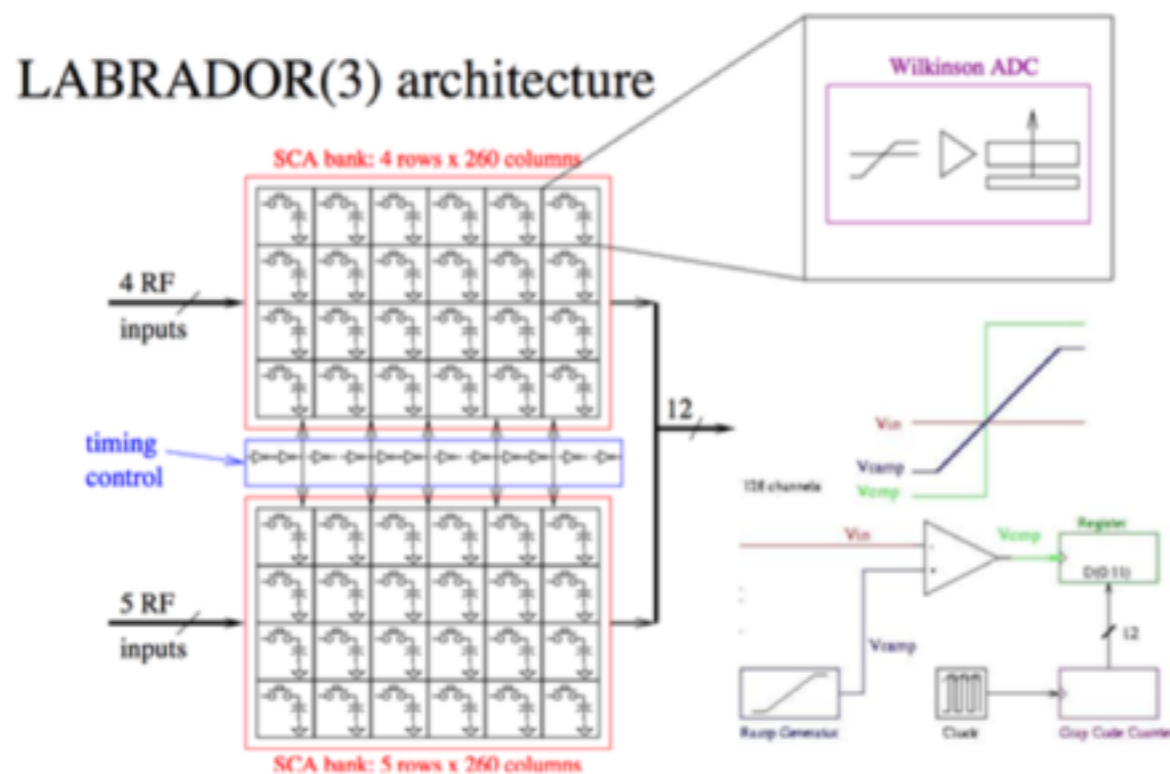 LABRADOR(3) architecture
Wilkinson ADC
SCA bank: 4 rows x 260 columns
4 RF
inputs
12
timing
control
5 RF
inputs
SCA bank: 5 rows x 260 columns
Vin
Vramp
Vcmp
128 channels
Vin
Vcmp
Register
D(0:11)
12
Vramp
Ramp Generator
Clock
Gray Code Counte